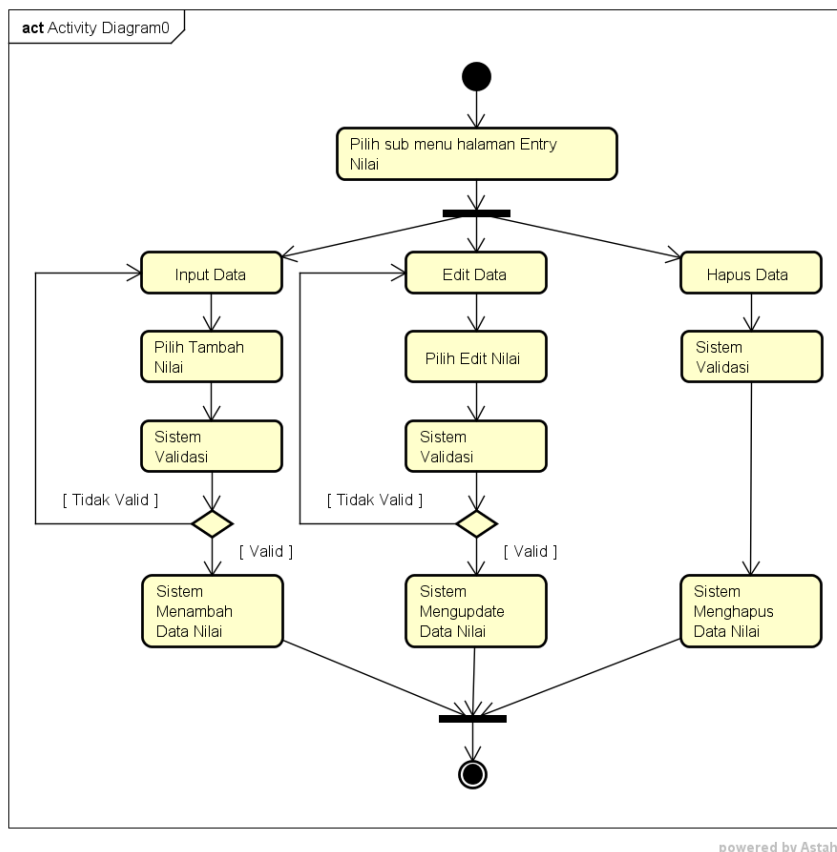 act Activity Diagram0
Pilih sub menu halaman Entry
Nilai
Input Data
Edit Data
Hapus Data
Pilih Tambah
Nilai
Pilih Edit Nilai
Sistem
Validasi
Sistem
Validasi
Sistem
Validasi
[ Tidak Valid ]
[ Tidak Valid ]
[ Valid ]
[ Valid ]
Sistem
Menambah
Data Nilai
Sistem
Mengupdate
Data Nilai
Sistem
Menghapus
Data Nilai
powered by Astah